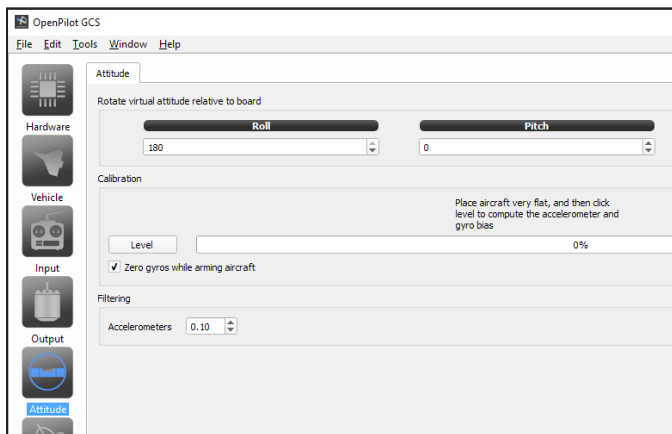 OpenPilot GCS
File Edit Tools Window Help
Attitude
Rotate virtual attitude relative to board
Hardware
Roll Pitch
180 0
Vehicle
Calibration
Place aircraft very flat, and then click
level to compute the accelerometer and
gyro bias
Level 0%
Input
Zero gyros while arming aircraft
Filtering
Accelerometers 0.10
Output
Attitude